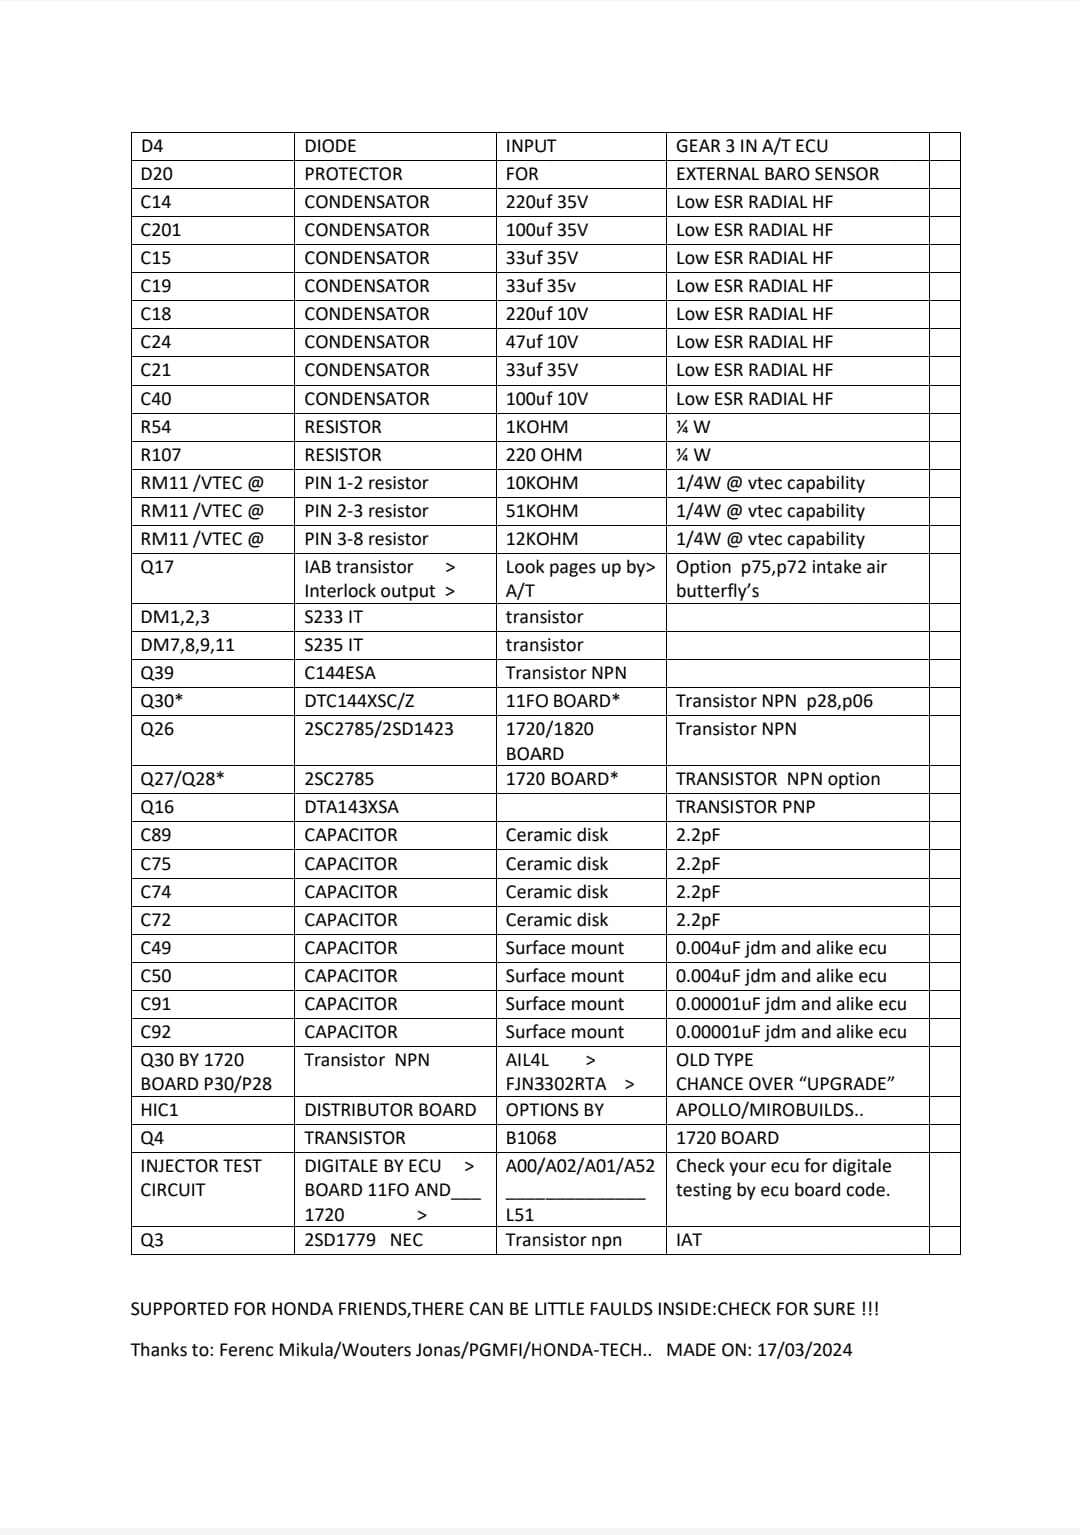 D4 DIODE INPUT GEAR 3 IN A/T ECU
D20 PROTECTOR FOR EXTERNAL BARO SENSOR
C14 CONDENSATOR 220uf 35V Low ESR RADIAL HF
C201 CONDENSATOR 100uf 35V Low ESR RADIAL HF
C15 CONDENSATOR 33uf 35V Low ESR RADIAL HF
C19 CONDENSATOR 33uf 35v Low ESR RADIAL HF
C18 CONDENSATOR 220uf 10V Low ESR RADIAL HF
C24 CONDENSATOR 47uf 10V Low ESR RADIAL HF
C21 CONDENSATOR 33uf 35V Low ESR RADIAL HF
C40 CONDENSATOR 100uf 10V Low ESR RADIAL HF
R54 RESISTOR 1KOHM ¼ W
R107 RESISTOR 220 OHM ¼ W
RM11 /VTEC @ PIN 1-2 resistor 10KOHM 1/4W @ vtec capability
RM11 /VTEC @ PIN 2-3 resistor 51KOHM 1/4W @ vtec capability
RM11 /VTEC @ PIN 3-8 resistor 12KOHM 1/4W @ vtec capability
Q17 IAB transistor > Look pages up by> Option p75,p72 intake air
Interlock output > A/T butterfly’s
DM1,2,3 S233 IT transistor
DM7,8,9,11 S235 IT transistor
Q39 C144ESA Transistor NPN
Q30* DTC144XSC/Z 11FO BOARD* Transistor NPN p28,p06
Q26 2SC2785/2SD1423 1720/1820 Transistor NPN
BOARD
Q27/Q28* 2SC2785 1720 BOARD* TRANSISTOR NPN option
Q16 DTA143XSA TRANSISTOR PNP
C89 CAPACITOR Ceramic disk 2.2pF
C75 CAPACITOR Ceramic disk 2.2pF
C74 CAPACITOR Ceramic disk 2.2pF
C72 CAPACITOR Ceramic disk 2.2pF
C49 CAPACITOR Surface mount 0.004uF jdm and alike ecu
C50 CAPACITOR Surface mount 0.004uF jdm and alike ecu
C91 CAPACITOR Surface mount 0.00001uF jdm and alike ecu
C92 CAPACITOR Surface mount 0.00001uF jdm and alike ecu
Q30 BY 1720 Transistor NPN AIL4L > OLD TYPE
BOARD P30/P28 FJN3302RTA > CHANCE OVER “UPGRADE”
HIC1 DISTRIBUTOR BOARD OPTIONS BY APOLLO/MIROBUILDS..
Q4 TRANSISTOR B1068 1720 BOARD
INJECTOR TEST DIGITALE BY ECU > A00/A02/A01/A52 Check your ecu for digitale
CIRCUIT BOARD 11FO AND___ ______________ testing by ecu board code.
1720 > L51
Q3 2SD1779 NEC Transistor npn IAT
SUPPORTED FOR HONDA FRIENDS,THERE CAN BE LITTLE FAULDS INSIDE:CHECK FOR SURE !!!
Thanks to: Ferenc Mikula/Wouters Jonas/PGMFI/HONDA-TECH.. MADE ON: 17/03/2024